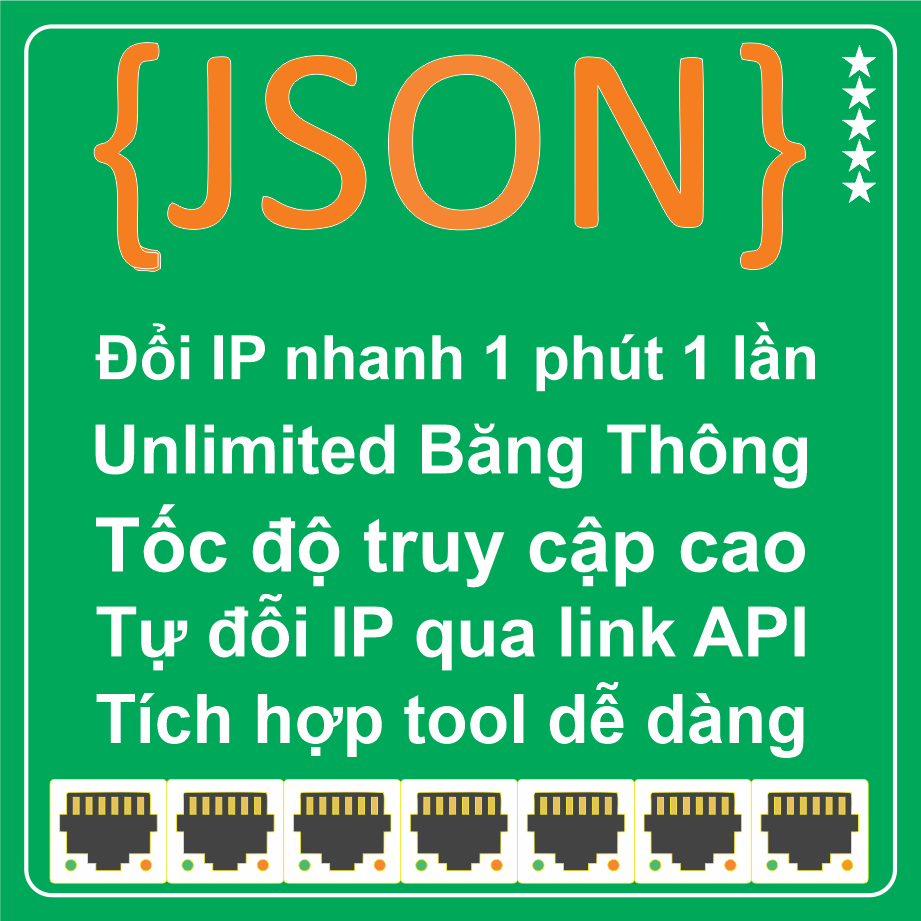 {JSON}
Đổi IP nhanh 1 phút 1 lần
Unlimited Băng Thông
Tốc độ truy cập cao
Tự đỗi IP qua link API
Tích hợp tool dễ dàng